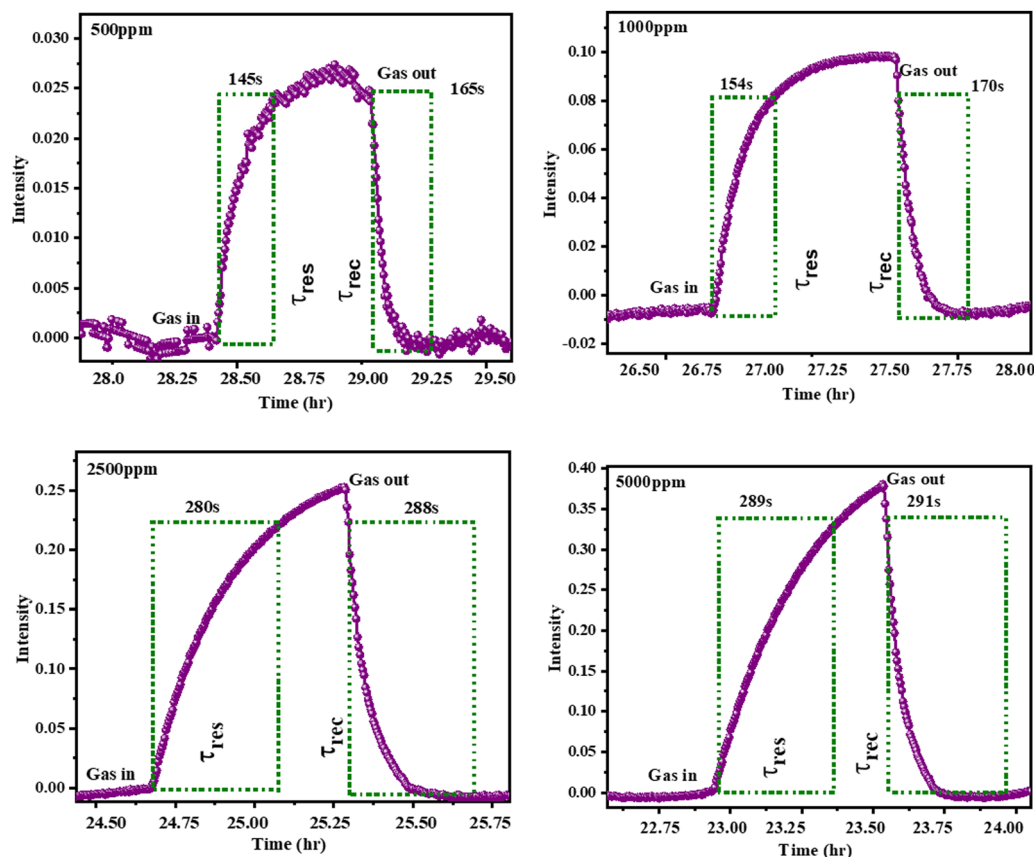 500ppm
0.030
0.025
0.020
0.015
0.010
0.005
0.000
Intensity
145s
Gas out
165s
Gas in
τres
τrec
28.0 28.25 28.50 28.75 29.00 29.25 29.50
Time (hr)
1000ppm
0.10
0.08
0.06
0.04
0.02
0.00
-0.02
Intensity
154s
Gas out
170s
Gas in
τres
τrec
26.50 26.75 27.00 27.25 27.50 27.75 28.00
Time (hr)
2500ppm
0.25
0.20
0.15
0.10
0.05
0.00
Intensity
280s
Gas out
288s
Gas in
τres
τrec
24.50 24.75 25.00 25.25 25.50 25.75
Time (hr)
5000ppm
0.40
0.35
0.30
0.25
0.20
0.15
0.10
0.05
0.00
Intensity
289s
Gas out
291s
Gas in
τres
τrec
22.75 23.00 23.25 23.50 23.75 24.00
Time (hr)